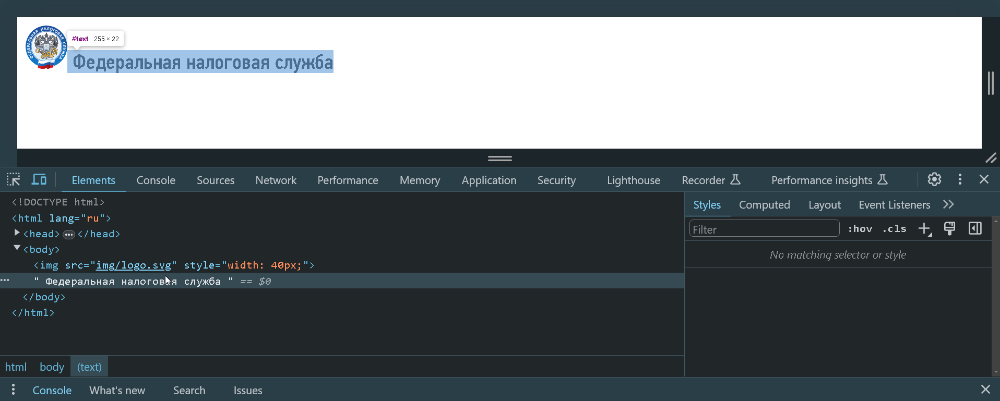 ФЕДЕРАЛЬНАЯ НАЛОГОВАЯ СЛУЖБА
#text 255 × 22
Федеральная налоговая служба
Elements Console Sources Network Performance Memory Application Security Lighthouse Recorder Performance insights
<!DOCTYPE html>
<html lang="ru">
<head> ••• </head>
<body>
<img src="img/logo.svg" style="width: 40px;">
••• " Федеральная налоговая служба " == $0
</body>
</html>
html body (text)
Styles Computed Layout Event Listeners
Filter :hov .cls
No matching selector or style
Console What's new Search Issues